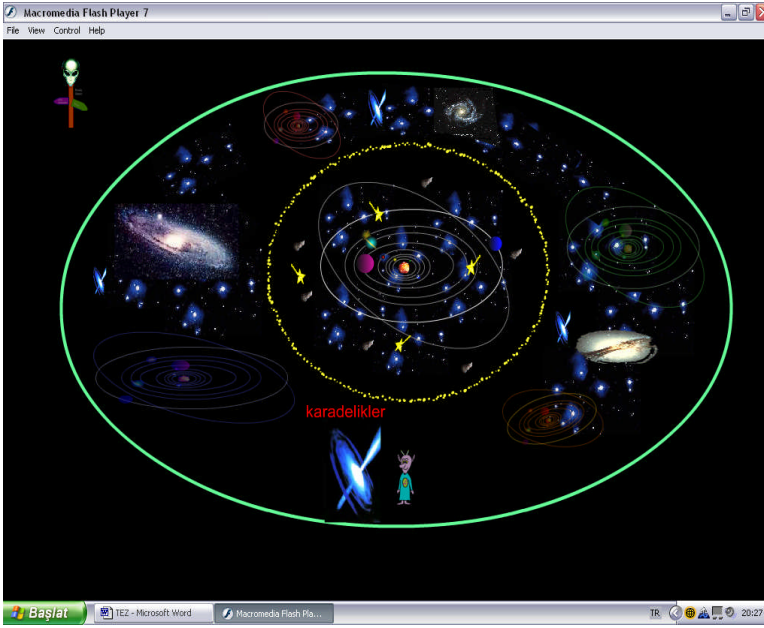 Macromedia Flash Player 7
File View Control Help
karadelikler
Başlat
TEZ - Microsoft Word
Macromedia Flash Pla...
TR
20:27